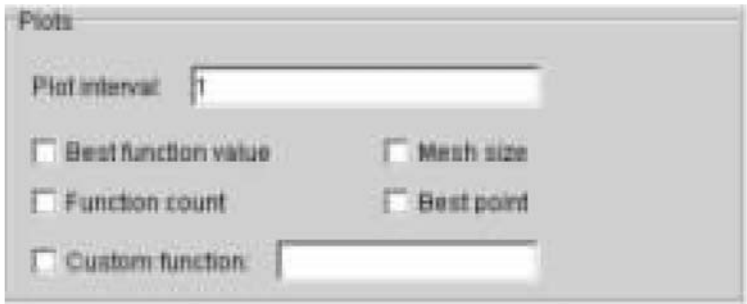 Plots
Plot interval: 1
Best function value
Mesh size
Function count
Best point
Custom function: